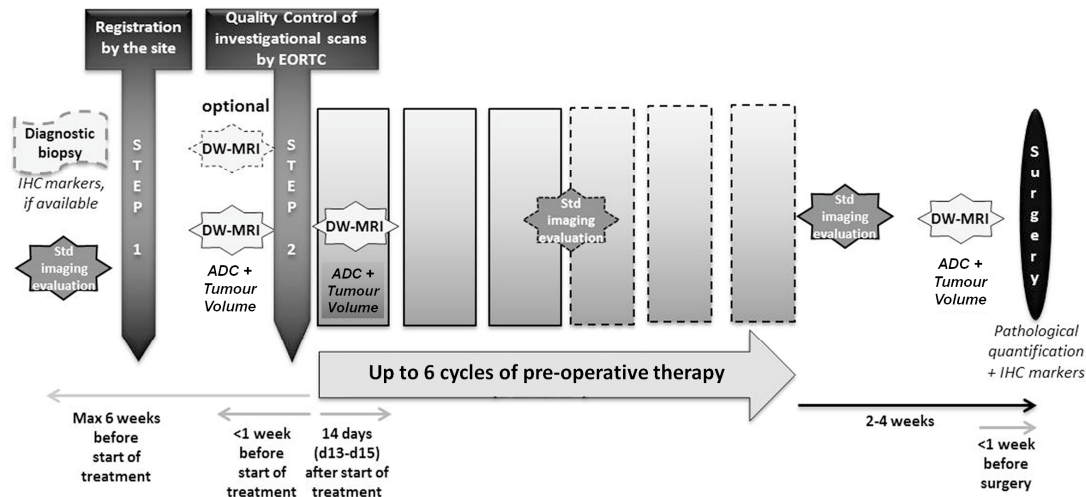 Registration
by the site
Quality Control of
investigational scans
by EORTC
optional
Diagnostic
biopsy
IHC markers,
if available
Std
imaging
evaluation
S
T
E
P
1
DW-MRI
DW-MRI
ADC +
Tumour
Volume
S
T
E
P
2
DW-MRI
ADC +
Tumour
Volume
Std
imaging
evaluation
Std
imaging
evaluation
DW-MRI
ADC +
Tumour
Volume
S
u
r
g
e
r
y
Pathological
quantification
+ IHC markers
Up to 6 cycles of pre-operative therapy
Max 6 weeks
before
start of
treatment
<1 week
before
start of
treatment
14 days
(d13-d15)
after start of
treatment
2-4 weeks
<1 week
before
surgery